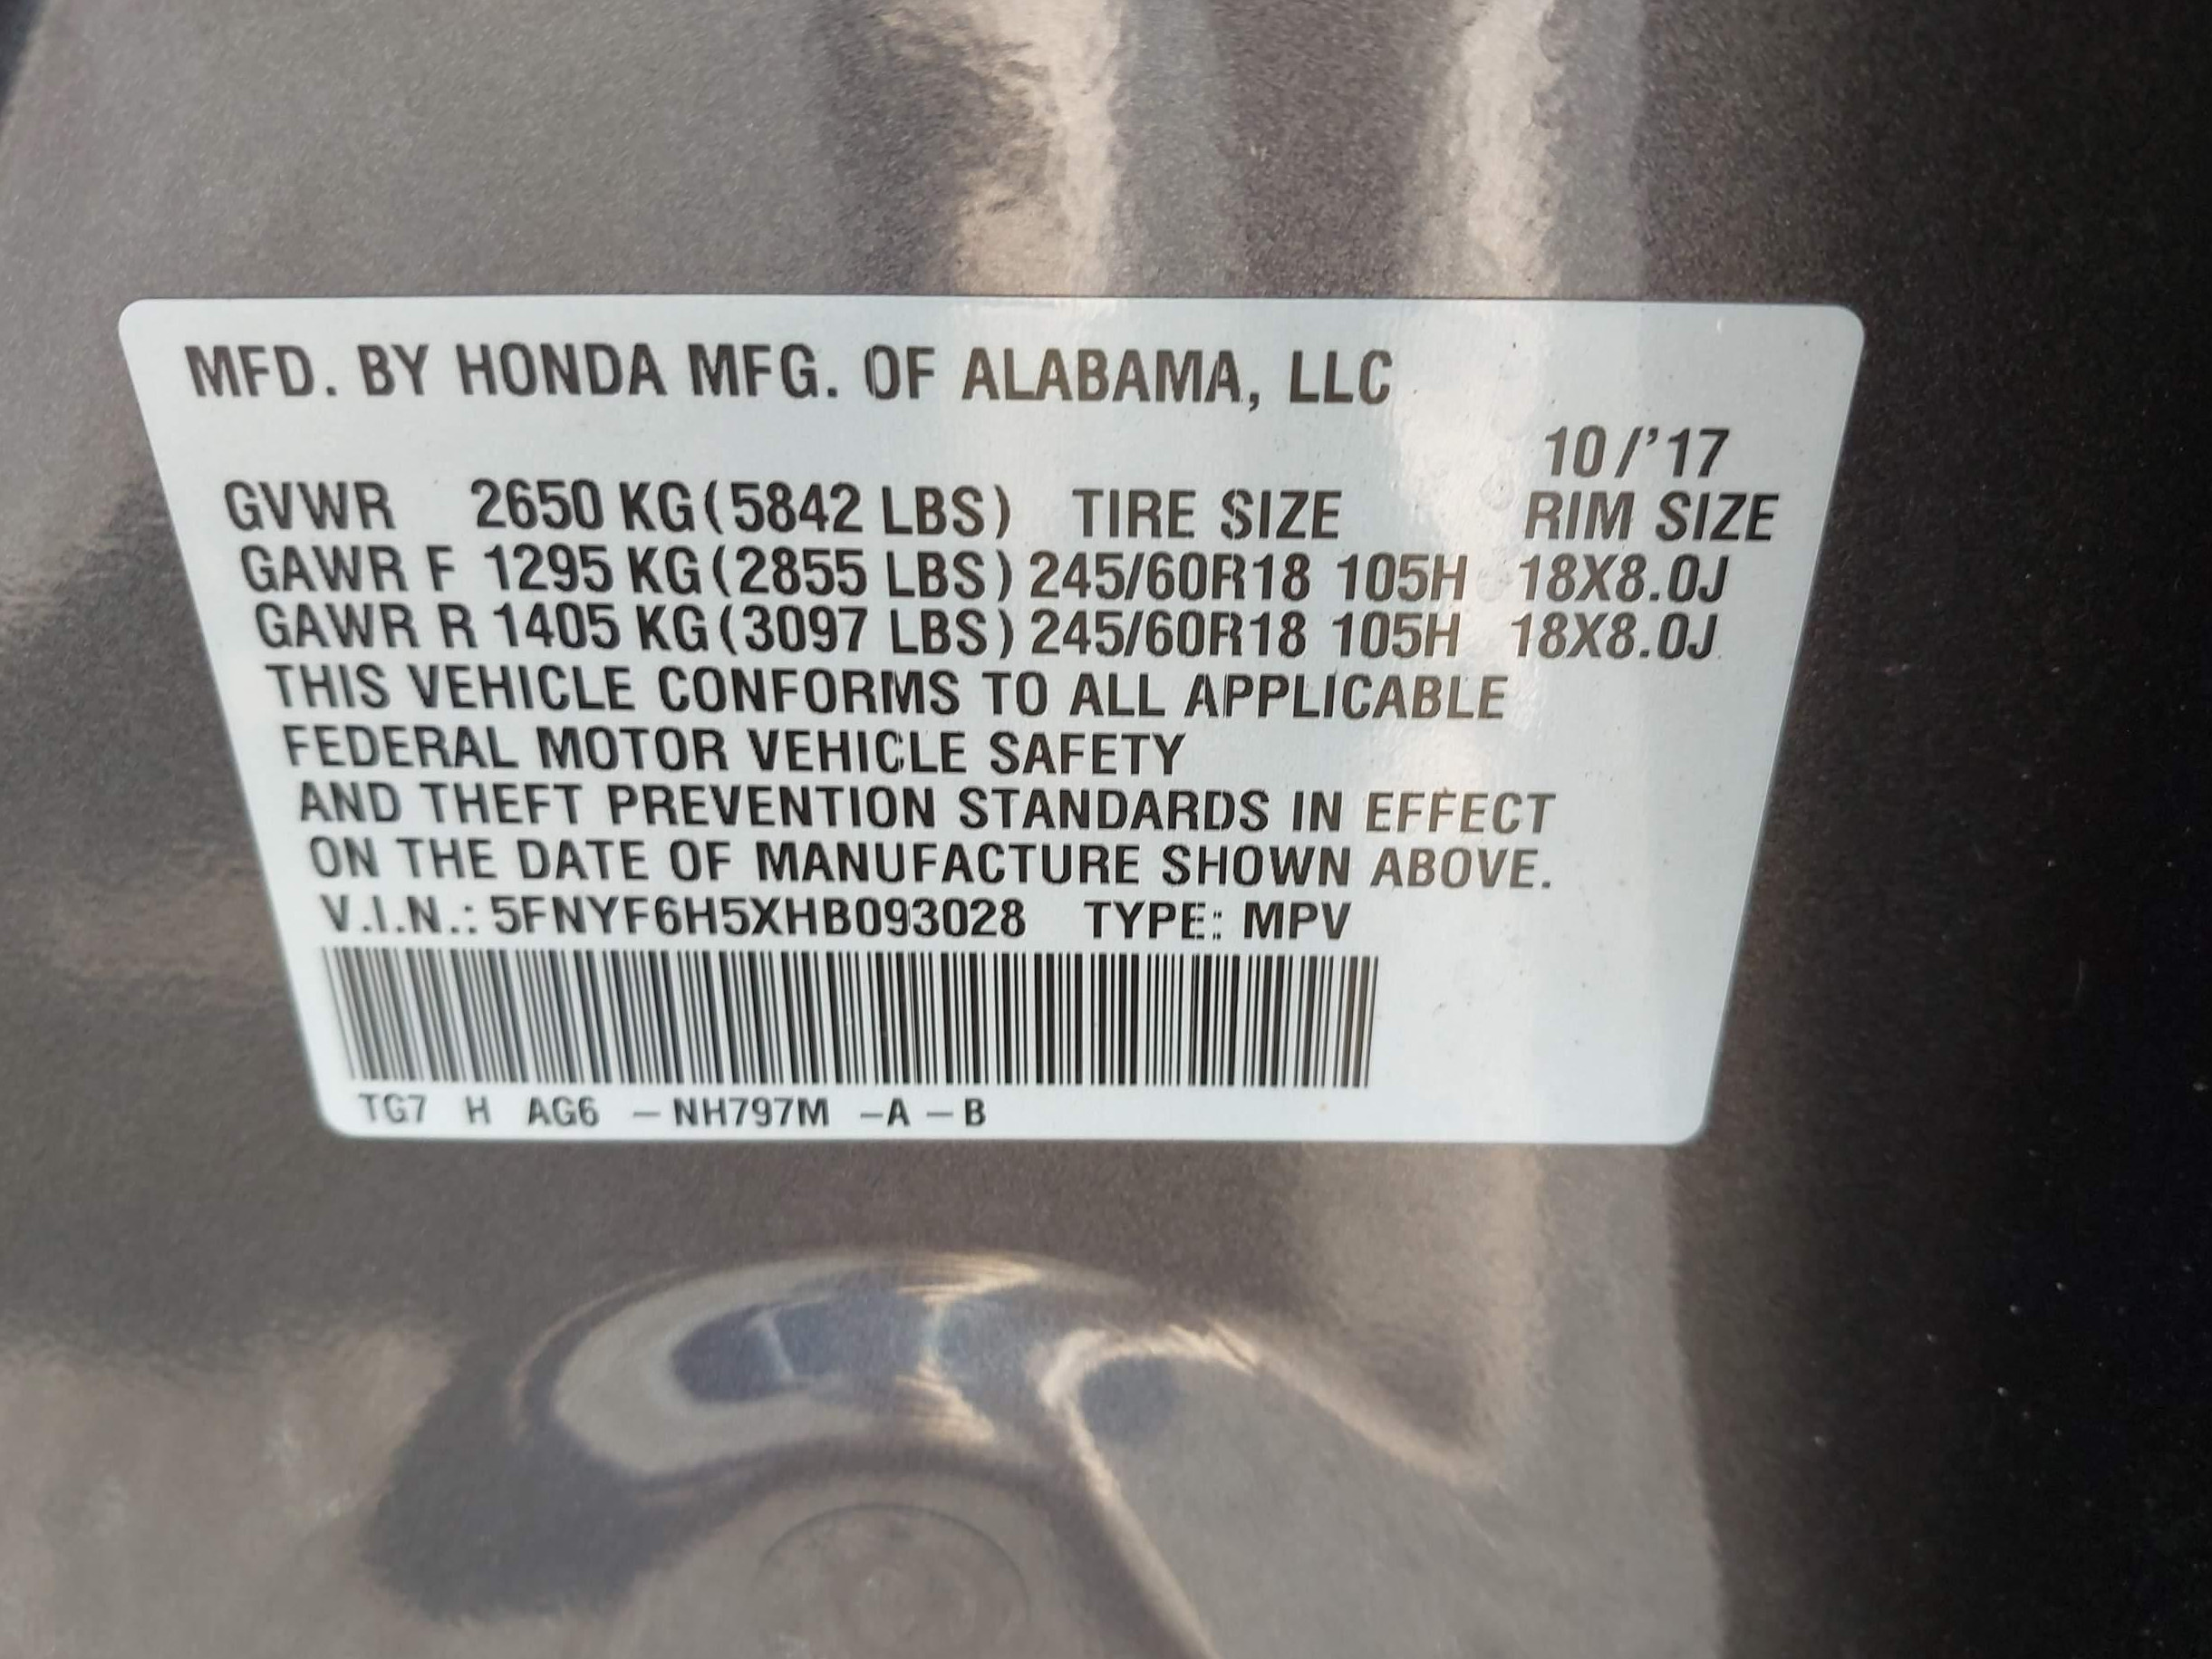 MFD. BY HONDA MFG. OF ALABAMA, LLC
10/'17
GVWR 2650 KG(5842 LBS) TIRE SIZE RIM SIZE
GAWR F 1295 KG(2855 LBS) 245/60R18 105H 18X8.0J
GAWR R 1405 KG(3097 LBS) 245/60R18 105H 18X8.0J
THIS VEHICLE CONFORMS TO ALL APPLICABLE
FEDERAL MOTOR VEHICLE SAFETY
AND THEFT PREVENTION STANDARDS IN EFFECT
ON THE DATE OF MANUFACTURE SHOWN ABOVE.
V.I.N.: 5FNYF6H5XHB093028 TYPE: MPV
TG7 H AG6 – NH797M –A – B